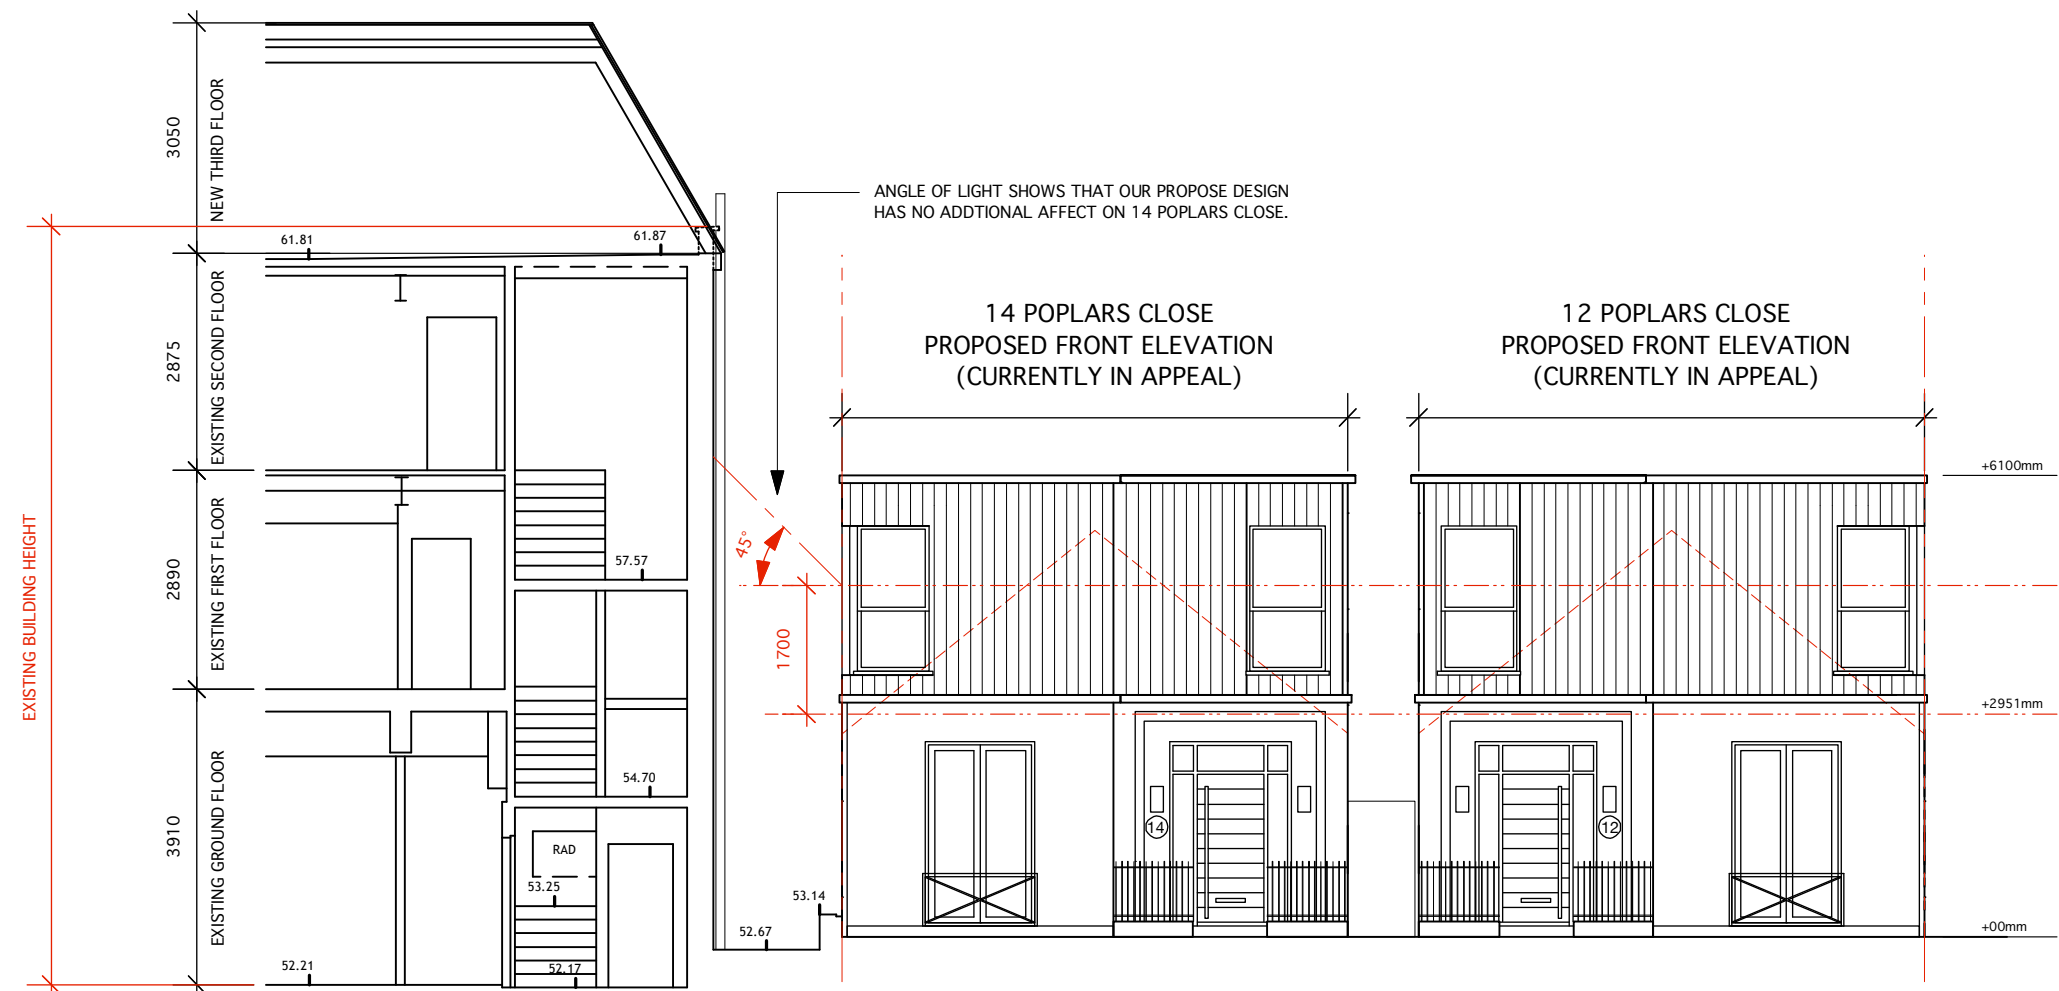 3050
NEW THIRD FLOOR
2875
EXISTING SECOND FLOOR
2890
EXISTING FIRST FLOOR
3910
EXISTING GROUND FLOOR
EXISTING BUILDING HEIGHT
61.81
61.87
57.57
54.70
RAD
53.25
52.21
52.17
52.67
53.14
ANGLE OF LIGHT SHOWS THAT OUR PROPOSE DESIGN
HAS NO ADDTIONAL AFFECT ON 14 POPLARS CLOSE.
45°
1700
14 POPLARS CLOSE
PROPOSED FRONT ELEVATION
(CURRENTLY IN APPEAL)
12 POPLARS CLOSE
PROPOSED FRONT ELEVATION
(CURRENTLY IN APPEAL)
14
12
+6100mm
+2951mm
+00mm